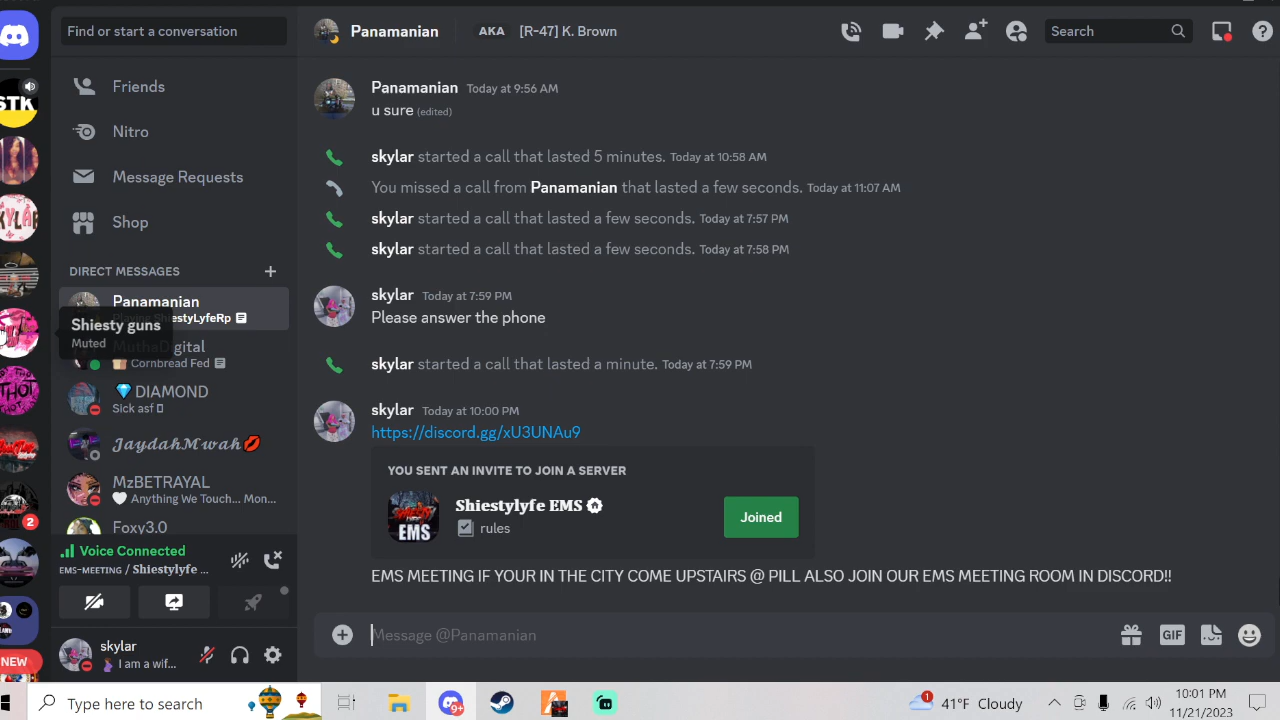 Find or start a conversation
Panamanian
AKA [R-47] K. Brown
Search
STK
Friends
Nitro
Message Requests
Shop
DIRECT MESSAGES
Panamanian
ShiestyLyfeRp
Shiesty guns
Muted
MuthaDigital
Cornbread Fed
💎 DIAMOND
Sick asf
𝓙𝓪𝔂𝓭𝓪𝓱𝓜𝔀𝓪𝓱💋
MzBETRAYAL
🤍 Anything We Touch... Mon...
Foxy3.0
2
NEW
Voice Connected
EMS-MEETING / Shiestylyfe ...
skylar
I am a wif...
Panamanian Today at 9:56 AM
u sure (edited)
skylar started a call that lasted 5 minutes. Today at 10:58 AM
You missed a call from Panamanian that lasted a few seconds. Today at 11:07 AM
skylar started a call that lasted a few seconds. Today at 7:57 PM
skylar started a call that lasted a few seconds. Today at 7:58 PM
skylar Today at 7:59 PM
Please answer the phone
skylar started a call that lasted a minute. Today at 7:59 PM
skylar Today at 10:00 PM
https://discord.gg/xU3UNAu9
YOU SENT AN INVITE TO JOIN A SERVER
EMS
Shiestylyfe EMS
rules
Joined
EMS MEETING IF YOUR IN THE CITY COME UPSTAIRS @ PILL ALSO JOIN OUR EMS MEETING ROOM IN DISCORD!!
Message @Panamanian
GIF
Type here to search
9+
1
41°F Cloudy
10:01 PM
11/21/2023